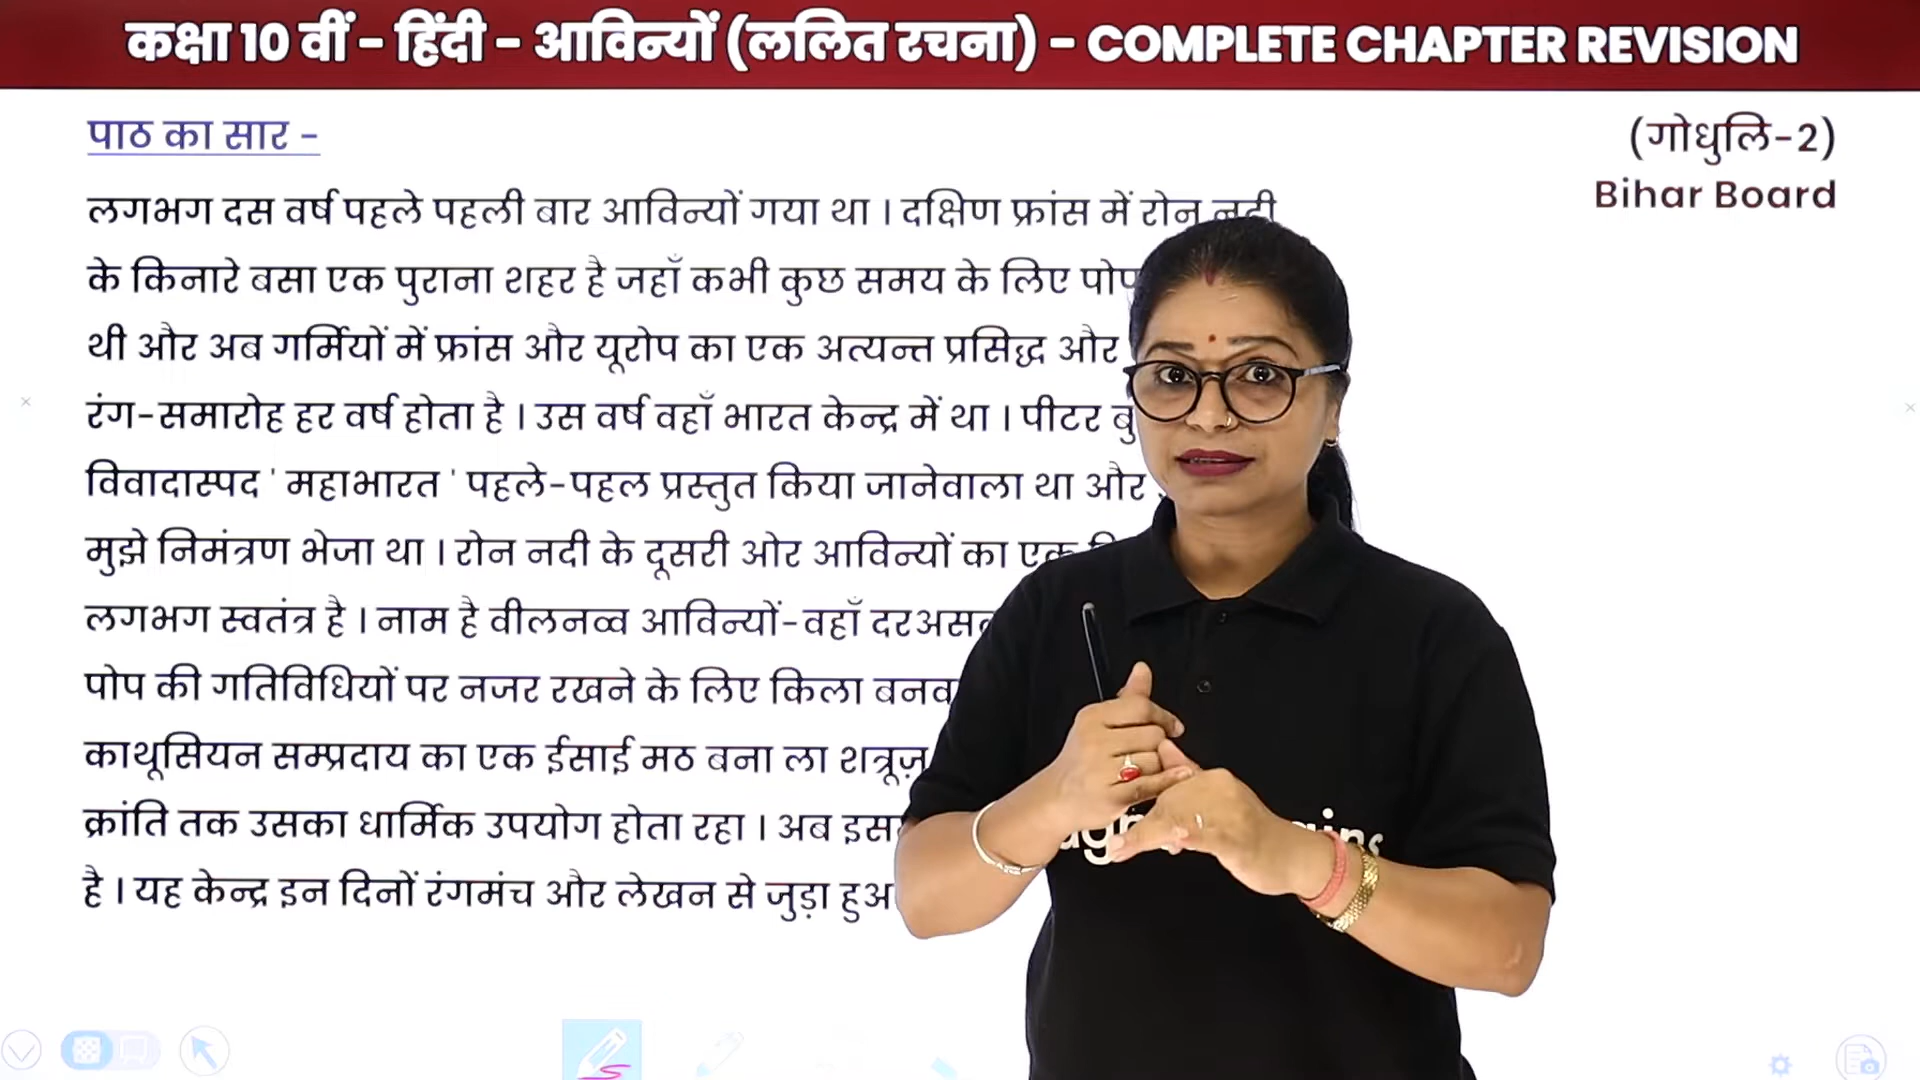 कक्षा 10 वीं - हिंदी - आविन्यों (ललित रचना) - COMPLETE CHAPTER REVISION
पाठ का सार -
(गोधुलि-2)
Bihar Board
लगभग दस वर्ष पहले पहली बार आविन्यों गया था । दक्षिण फ्रांस में रोन नदी
के किनारे बसा एक पुराना शहर है जहाँ कभी कुछ समय के लिए पोप
थी और अब गर्मियों में फ्रांस और यूरोप का एक अत्यन्त प्रसिद्ध और
रंग-समारोह हर वर्ष होता है । उस वर्ष वहाँ भारत केन्द्र में था । पीटर
विवादास्पद ' महाभारत ' पहले-पहल प्रस्तुत किया जानेवाला था और
मुझे निमंत्रण भेजा था । रोन नदी के दूसरी ओर आविन्यों का एक
लगभग स्वतंत्र है । नाम है वीलनव्व आविन्यों-वहाँ दरअसल
पोप की गतिविधियों पर नजर रखने के लिए किला
काथूसियन सम्प्रदाय का एक ईसाई मठ बना ला शत्रूज़
क्रांति तक उसका धार्मिक उपयोग होता रहा । अब
है । यह केन्द्र इन दिनों रंगमंच और लेखन से जुड़ा हुआ